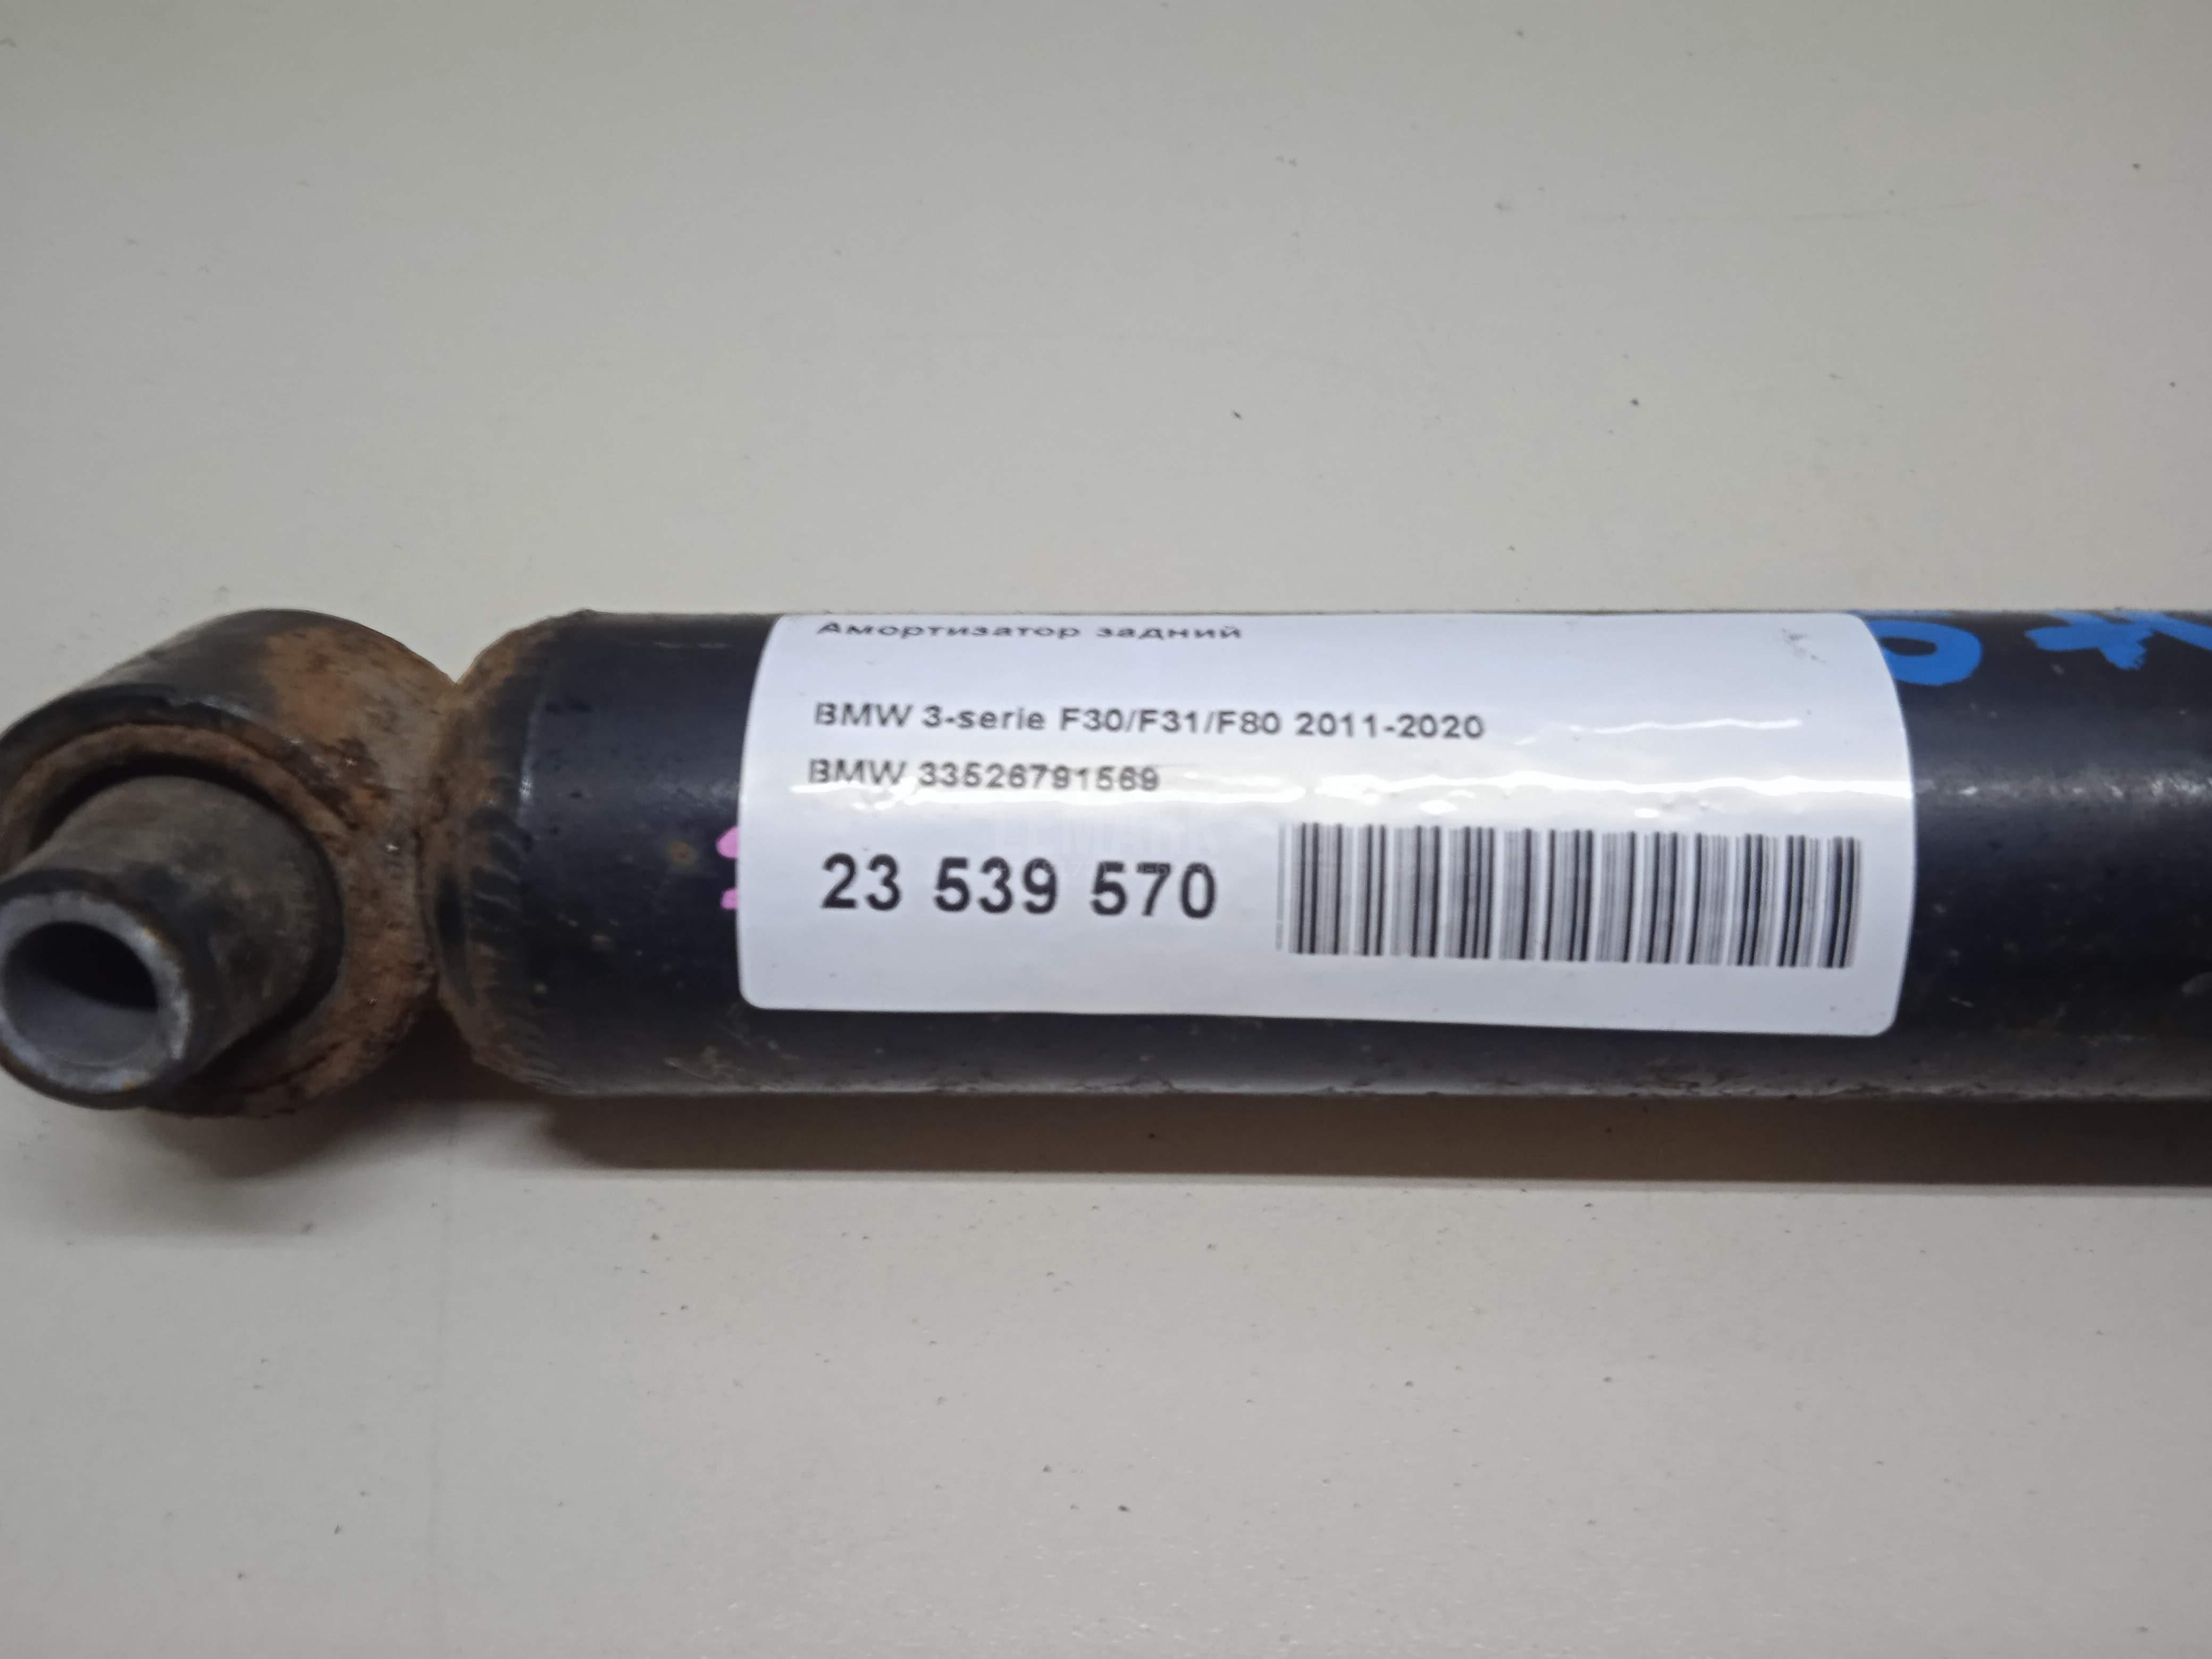 Амортизатор задний
BMW 3-serie F30/F31/F80 2011-2020
BMW 33526791569
23 539 570